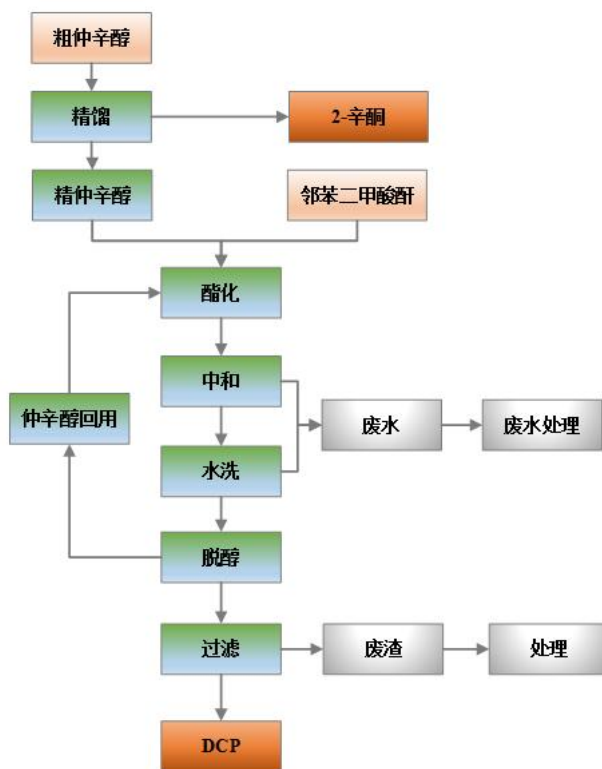 粗仲辛醇
精馏
2-辛酮
精仲辛醇
邻苯二甲酸酐
酯化
中和
仲辛醇回用
废水
废水处理
水洗
脱醇
过滤
废渣
处理
DCP